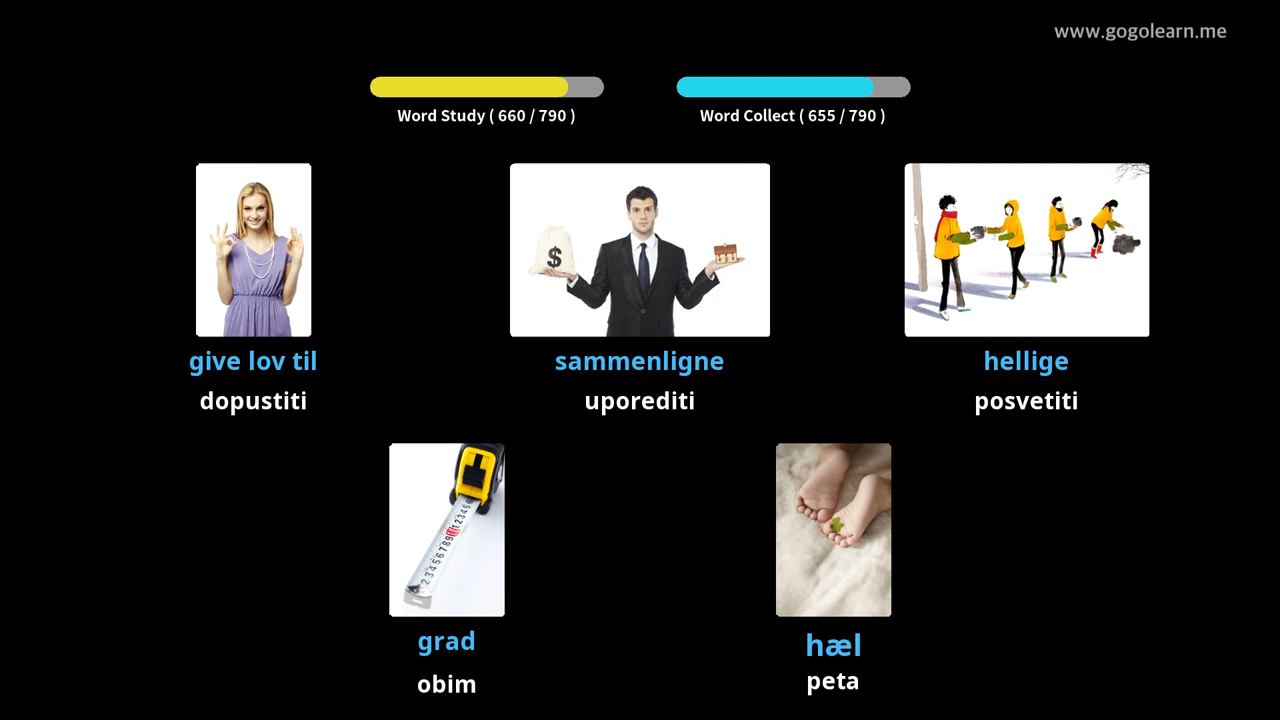 www.gogolearn.me
Word Study ( 660 / 790 )
Word Collect ( 655 / 790 )
$
give lov til
sammenligne
hellige
dopustiti
uporediti
posvetiti
grad
hæl
obim
peta